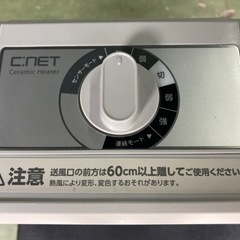 C:NET
Ceramic Heater
センサーモード
弱
切
弱
強
連続モード
注意
送風口の前方は60cm以上離してご使用ください。
熱風により変形、変色するおそれがあります。